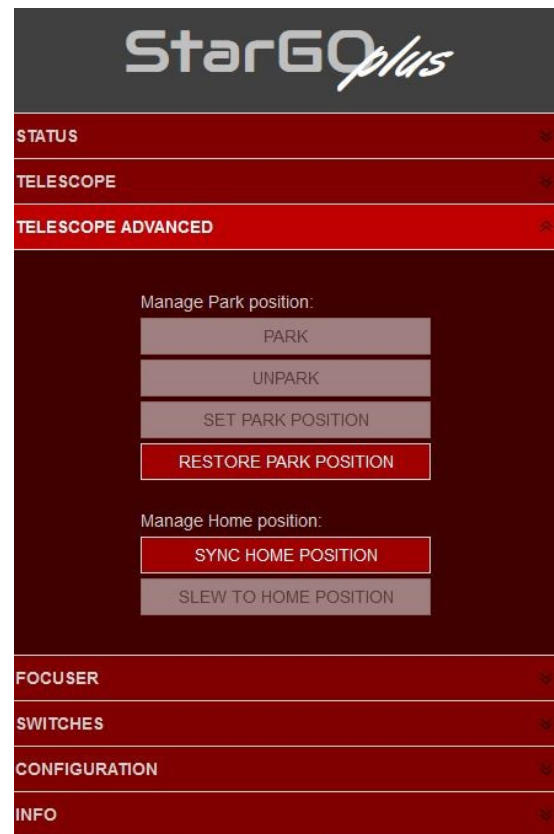 StarGO plus
STATUS
TELESCOPE
TELESCOPE ADVANCED
Manage Park position:
PARK
UNPARK
SET PARK POSITION
RESTORE PARK POSITION
Manage Home position:
SYNC HOME POSITION
SLEW TO HOME POSITION
FOCUSER
SWITCHES
CONFIGURATION
INFO